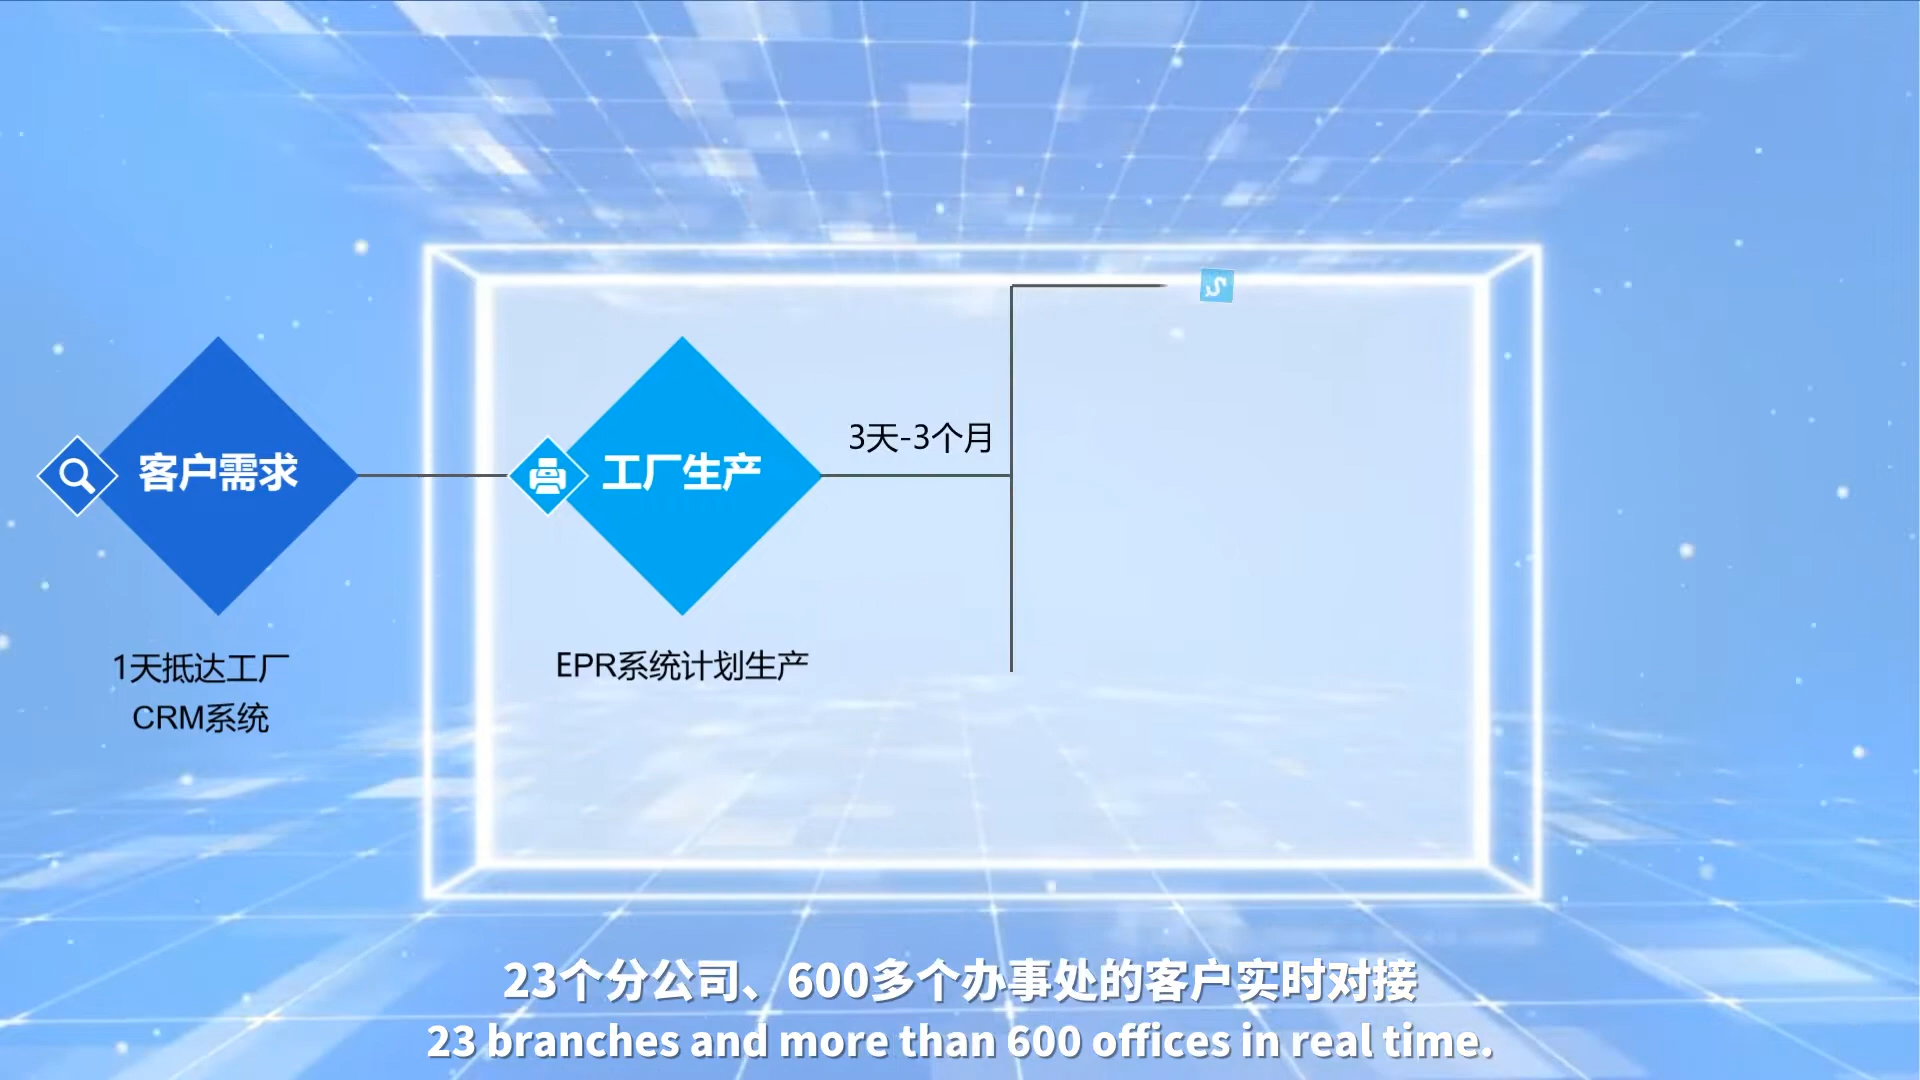 客户需求
1天抵达工厂
CRM系统
工厂生产
EPR系统计划生产
3天-3个月
23个分公司、600多个办事处的客户实时对接
23 branches and more than 600 offices in real time.